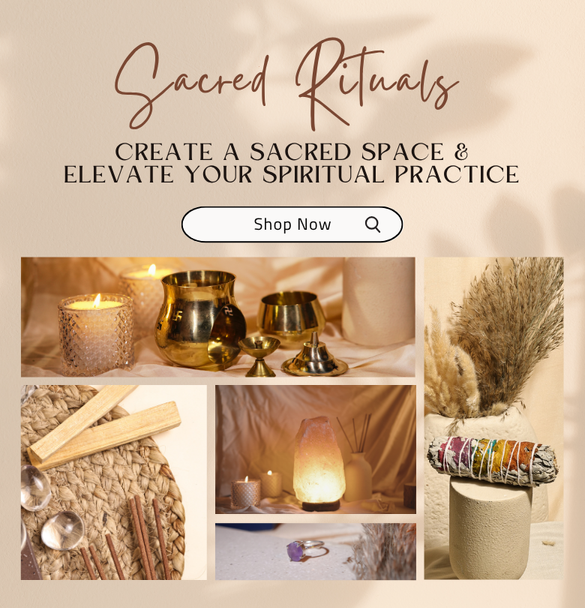 Sacred Rituals
CREATE A SACRED SPACE &
ELEVATE YOUR SPIRITUAL PRACTICE
Shop Now